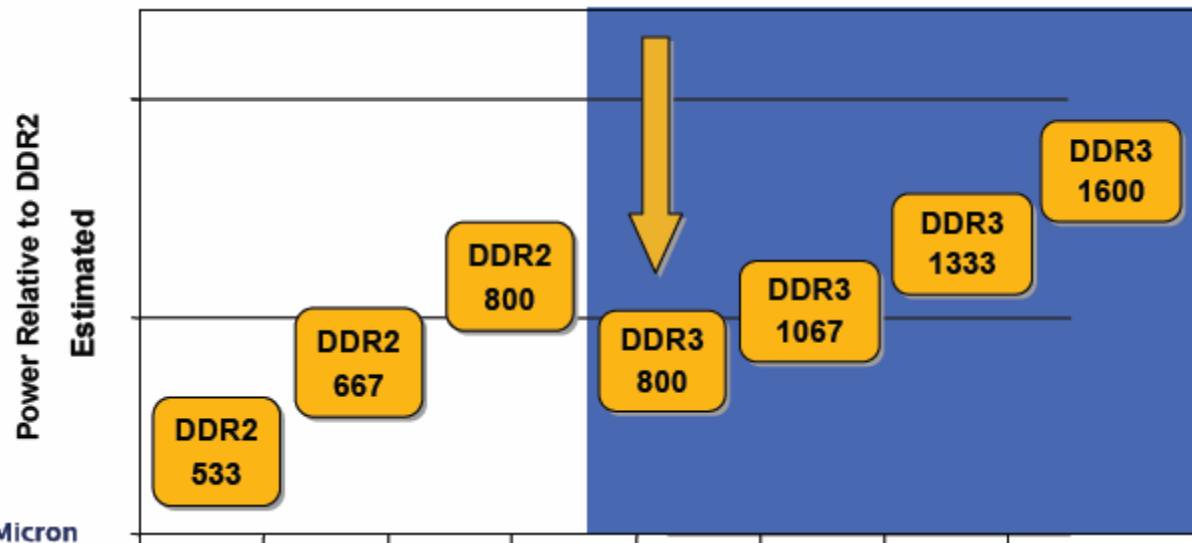 Power Relative to DDR2
Estimated
DDR2
533
DDR2
667
DDR2
800
DDR3
800
DDR3
1067
DDR3
1333
DDR3
1600
Micron